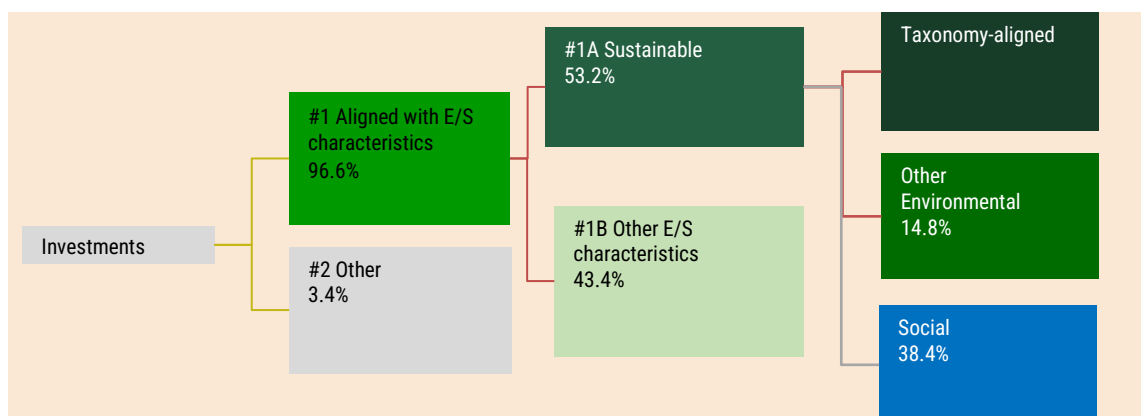 Investments
#1 Aligned with E/S
characteristics
96.6%
#2 Other
3.4%
#1A Sustainable
53.2%
#1B Other E/S
characteristics
43.4%
Taxonomy-aligned
Other
Environmental
14.8%
Social
38.4%